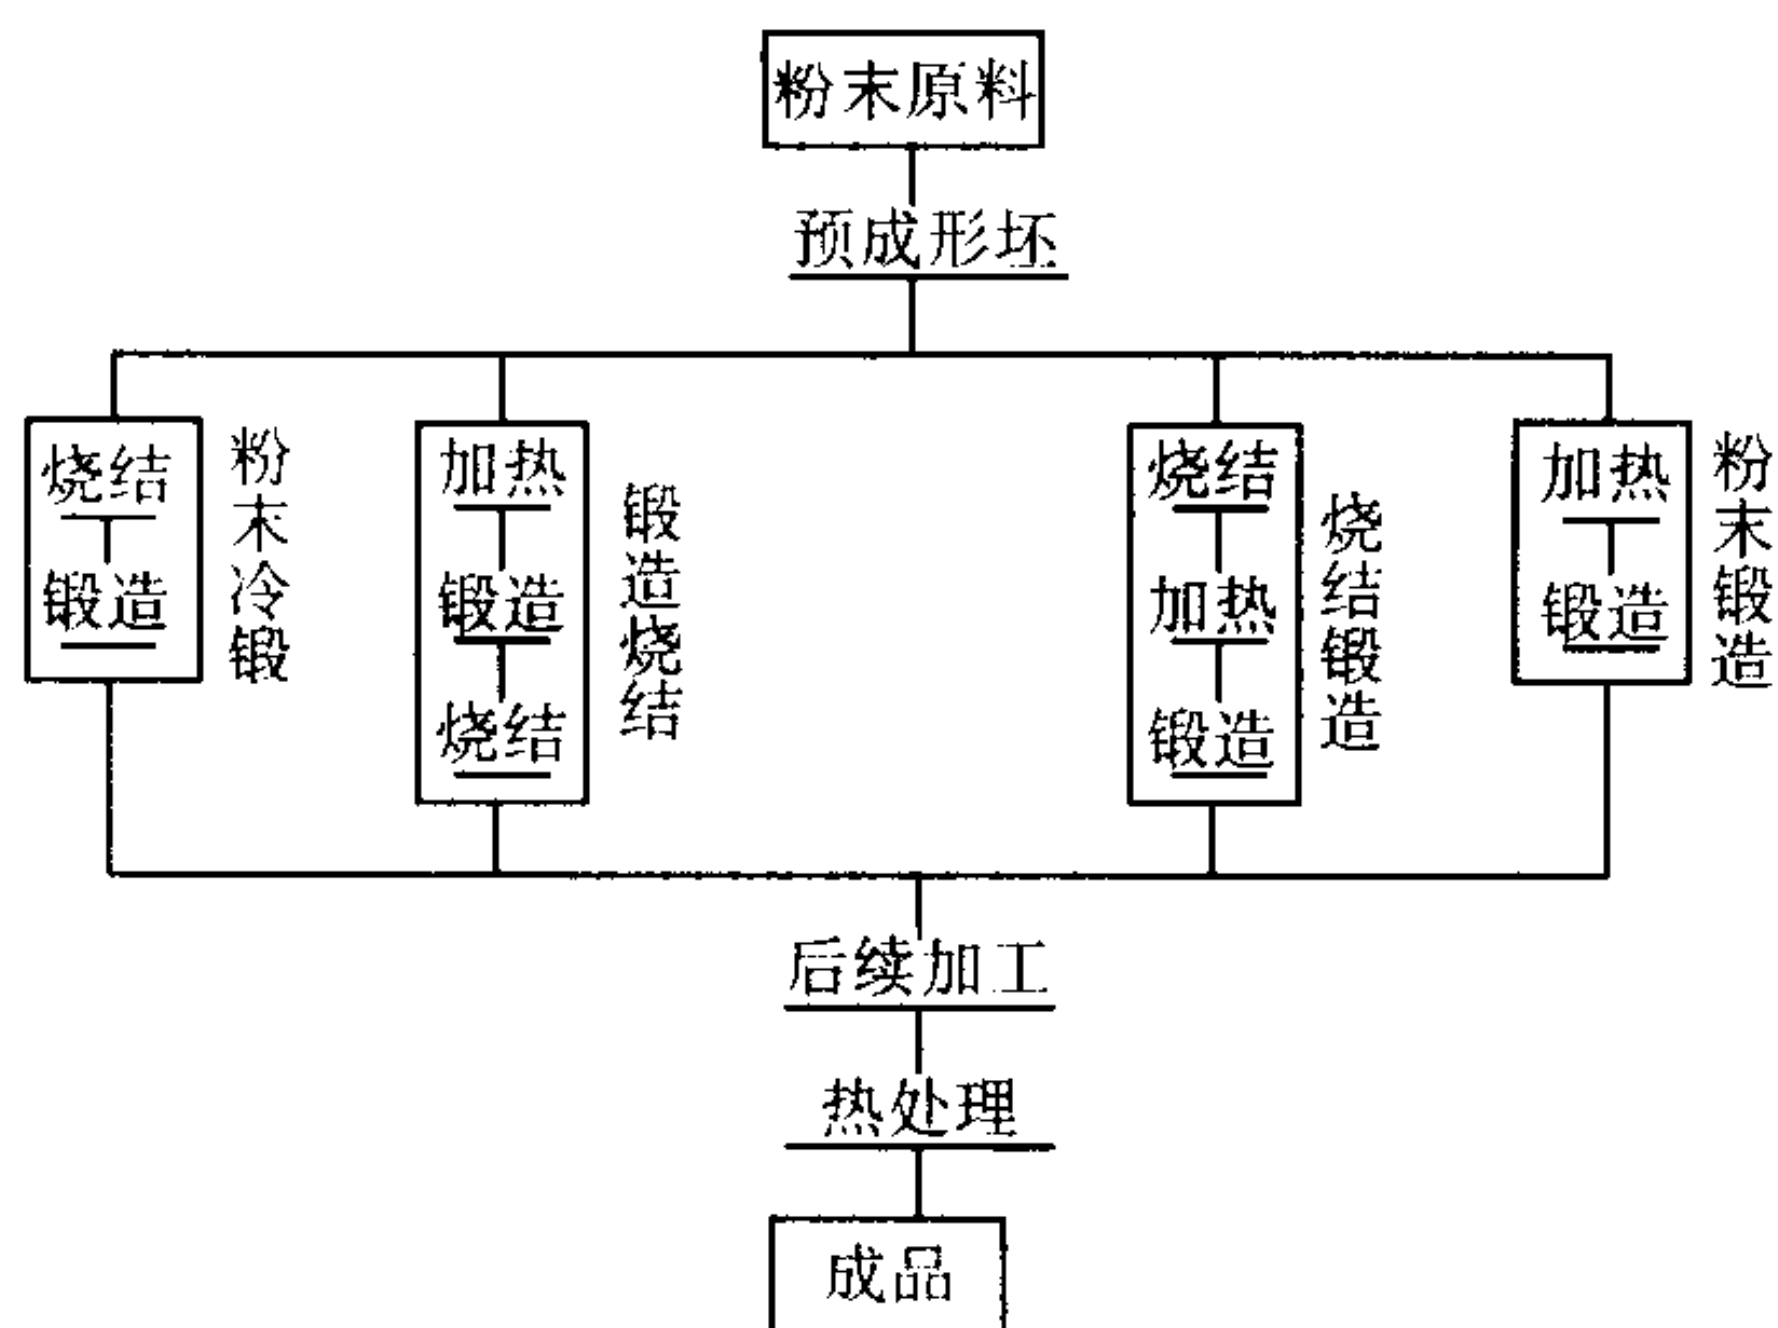 粉末原料
预成形坯
烧结
锻造
粉末冷锻
加热
锻造
烧结
锻造烧结
烧结
加热
锻造
烧结锻造
加热
锻造
粉末锻造
后续加工
热处理
成品